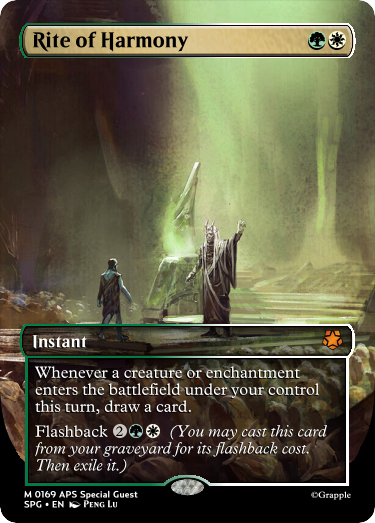 Rite of Harmony
Instant
Whenever a creature or enchantment
enters the battlefield under your control
this turn, draw a card.
Flashback 2 (You may cast this card
from your graveyard for its flashback cost.
Then exile it.)
M 0169 APS Special Guest
SPG • EN Peng Lu
©Grapple